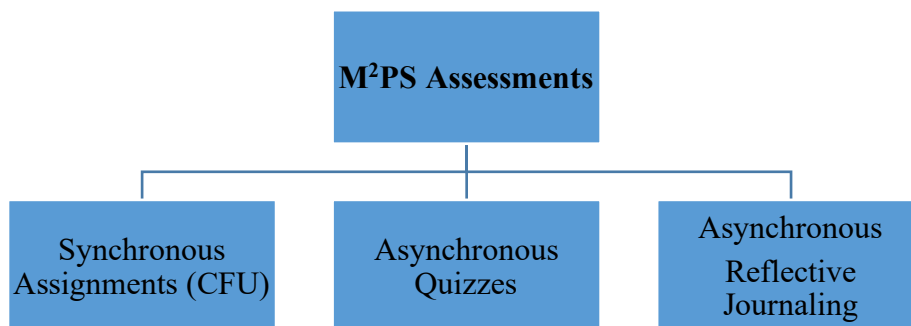 M²PS Assessments
Synchronous
Assignments (CFU)
Asynchronous
Quizzes
Asynchronous
Reflective
Journaling